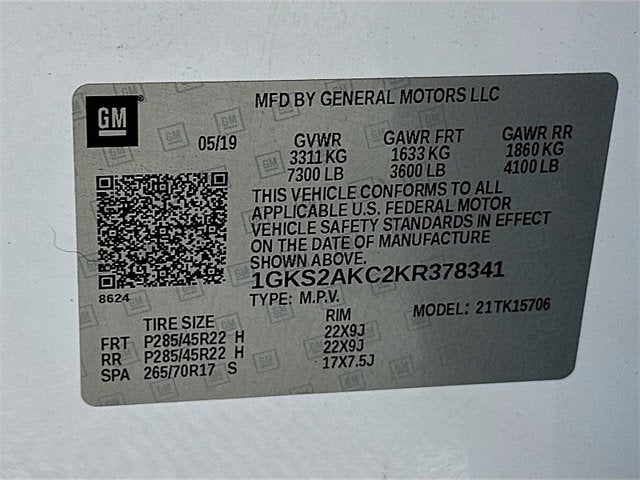 GM
MFD BY GENERAL MOTORS LLC
05/19
GVWR GAWR FRT GAWR RR
3311 KG 1633 KG 1860 KG
7300 LB 3600 LB 4100 LB
THIS VEHICLE CONFORMS TO ALL
APPLICABLE U.S. FEDERAL MOTOR
VEHICLE SAFETY STANDARDS IN EFFECT
ON THE DATE OF MANUFACTURE
SHOWN ABOVE.
8624
1GKS2AKC2KR378341
TYPE: M.P.V. MODEL: 21TK15706
TIRE SIZE RIM
FRT P285/45R22 H 22X9J
RR P285/45R22 H 22X9J
SPA 265/70R17 S 17X7.5J